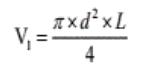 V₁ = π×d²×L / 4